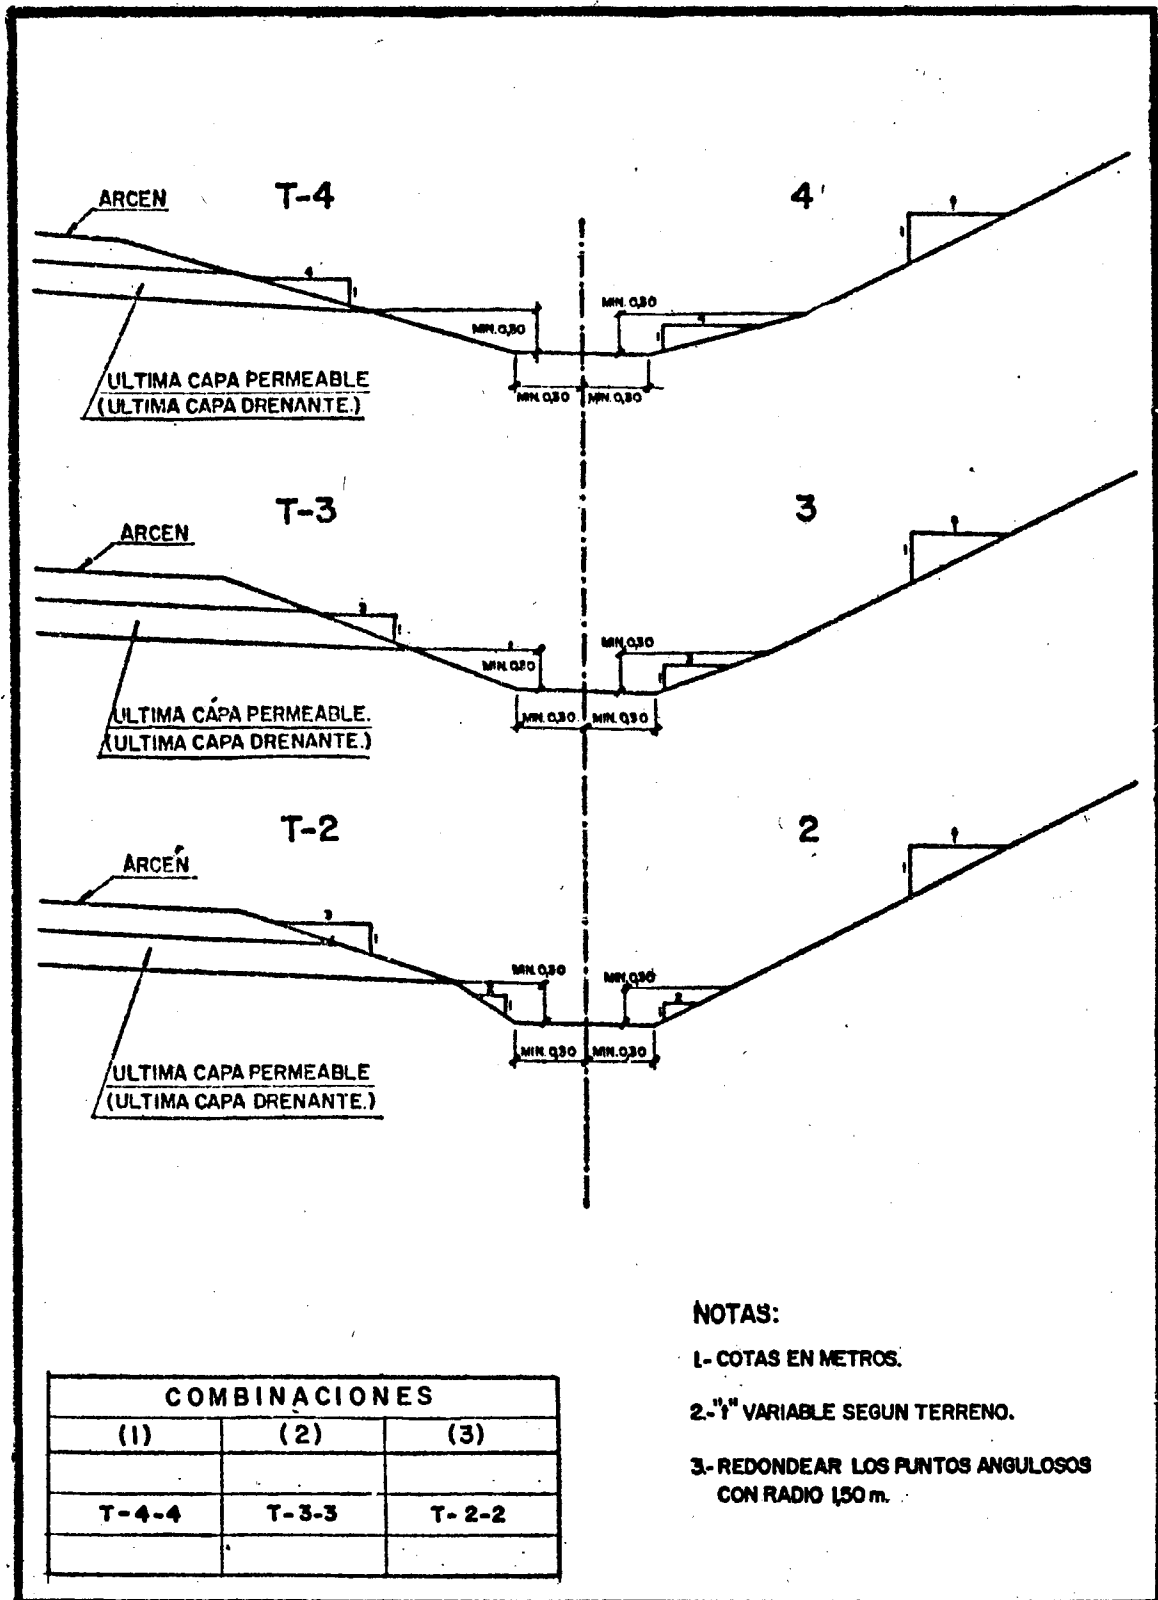 T-4
4
ARCEN
t
1
4
1
MIN. 0,30
MIN. 0,30
4
1
ULTIMA CAPA PERMEABLE
(ULTIMA CAPA DRENANTE.)
MIN. 0,30
MIN. 0,30
T-3
3
ARCEN
t
1
3
1
MIN. 0,30
MIN. 0,30
3
1
ULTIMA CAPA PERMEABLE.
(ULTIMA CAPA DRENANTE.)
MIN. 0,30
MIN. 0,30
T-2
2
ARCEN
t
1
3
1
MIN. 0,30
MIN. 0,30
2
1
2
1
MIN. 0,30
MIN. 0,30
ULTIMA CAPA PERMEABLE
(ULTIMA CAPA DRENANTE.)
NOTAS:
1.- COTAS EN METROS.
2.-"t" VARIABLE SEGUN TERRENO.
3.- REDONDEAR LOS PUNTOS ANGULOSOS
CON RADIO 1,50 m.
COMBINACIONES
(1) (2) (3)
T-4-4 T-3-3 T-2-2